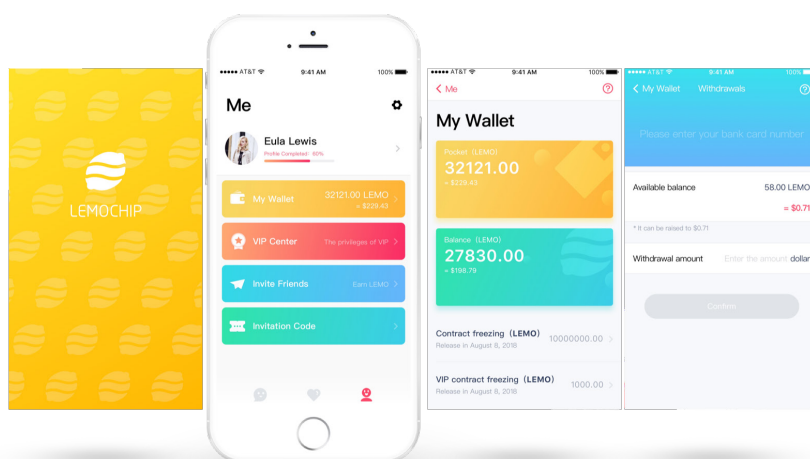 LEMOCHIP
AT&T 9:41 AM 100%
Me
Eula Lewis
Profile Completed: 60%
My Wallet 32121.00 LEMO
≈ $229.43
VIP Center The privileges of VIP
Invite Friends Earn LEMO
Invitation Code
AT&T 9:41 AM 100%
Me
My Wallet
Pocket (LEMO)
32121.00
≈ $229.43
Balance (LEMO)
27830.00
≈ $198.79
Contract freezing (LEMO) 10000000.00
Release in August 8, 2018
VIP contract freezing (LEMO) 1000.00
Release in August 8, 2018
AT&T 9:41 AM 100%
My Wallet Withdrawals
Please enter your bank card number
Available balance 58.00 LEMO
≈ $0.71
* It can be raised to $0.71
Withdrawal amount Enter the amount dollar
Confirm